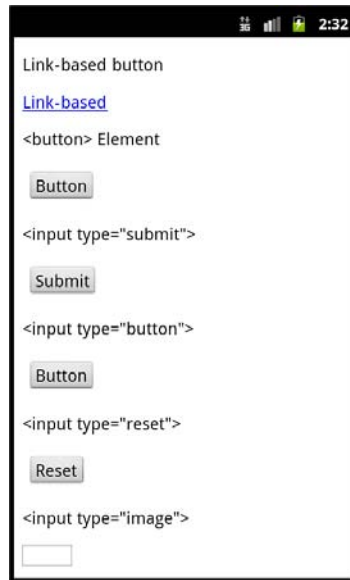 3G 2:32
Link-based button
Link-based
<button> Element
Button
<input type="submit">
Submit
<input type="button">
Button
<input type="reset">
Reset
<input type="image">